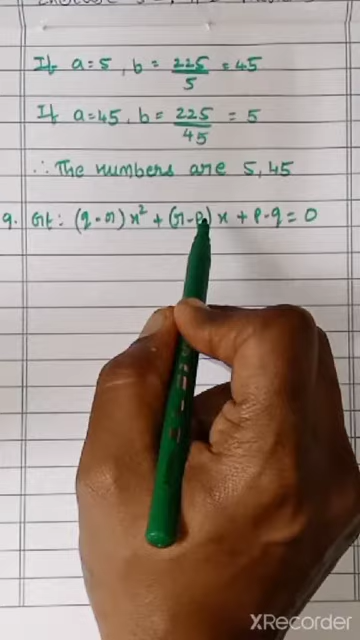 If a=5, b = 225/5 = 45
If a=45, b = 225/45 = 5
∴ The numbers are 5, 45
9. Gt: (q-r)x² + (r-p)x + p-q = 0
XRecorder